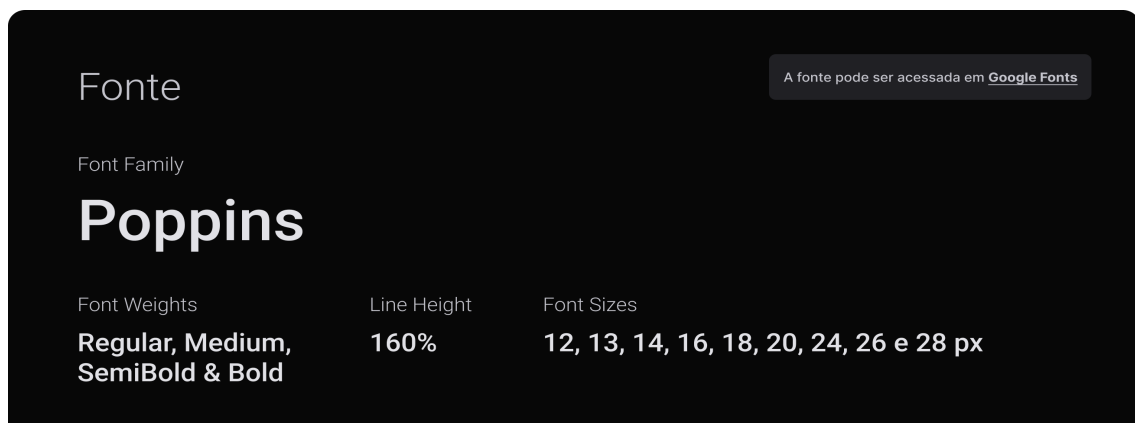 Fonte
A fonte pode ser acessada em Google Fonts
Font Family
Poppins
Font Weights
Regular, Medium,
SemiBold & Bold
Line Height
160%
Font Sizes
12, 13, 14, 16, 18, 20, 24, 26 e 28 px